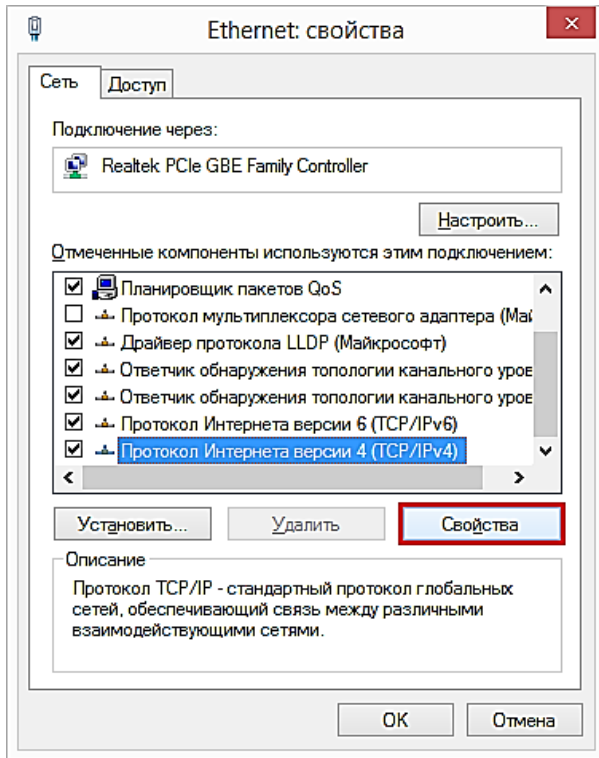 Ethernet: свойства
Сеть
Доступ
Подключение через:
Realtek PCIe GBE Family Controller
Настроить...
Отмеченные компоненты используются этим подключением:
Планировщик пакетов QoS
Протокол мультиплексора сетевого адаптера (Май
Драйвер протокола LLDP (Майкрософт)
Ответчик обнаружения топологии канального уров
Ответчик обнаружения топологии канального уров
Протокол Интернета версии 6 (TCP/IPv6)
Протокол Интернета версии 4 (TCP/IPv4)
Установить...
Удалить
Свойства
Описание
Протокол TCP/IP - стандартный протокол глобальных
сетей, обеспечивающий связь между различными
взаимодействующими сетями.
OK
Отмена